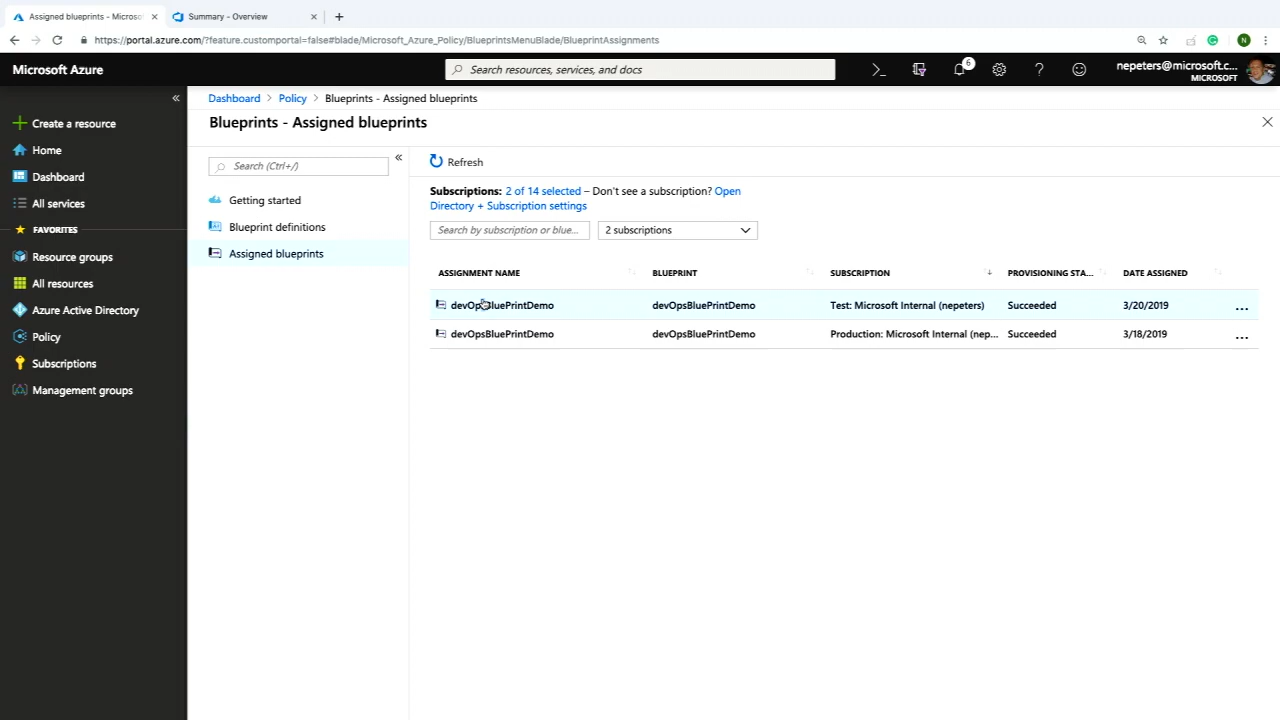 Assigned blueprints - Microso
Summary - Overview
https://portal.azure.com/?feature.customportal=false#blade/Microsoft_Azure_Policy/BlueprintsMenuBlade/BlueprintAssignments
N
Microsoft Azure
Search resources, services, and docs
6
nepeters@microsoft.c...
MICROSOFT
Create a resource
Home
Dashboard
All services
FAVORITES
Resource groups
All resources
Azure Active Directory
Policy
Subscriptions
Management groups
Dashboard > Policy > Blueprints - Assigned blueprints
Blueprints - Assigned blueprints
Search (Ctrl+/)
Getting started
Blueprint definitions
Assigned blueprints
Refresh
Subscriptions: 2 of 14 selected – Don't see a subscription? Open
Directory + Subscription settings
Search by subscription or blue...
2 subscriptions
ASSIGNMENT NAME BLUEPRINT SUBSCRIPTION PROVISIONING STA... DATE ASSIGNED
devOpsBluePrintDemo devOpsBluePrintDemo Test: Microsoft Internal (nepeters) Succeeded 3/20/2019 ...
devOpsBluePrintDemo devOpsBluePrintDemo Production: Microsoft Internal (nep... Succeeded 3/18/2019 ...